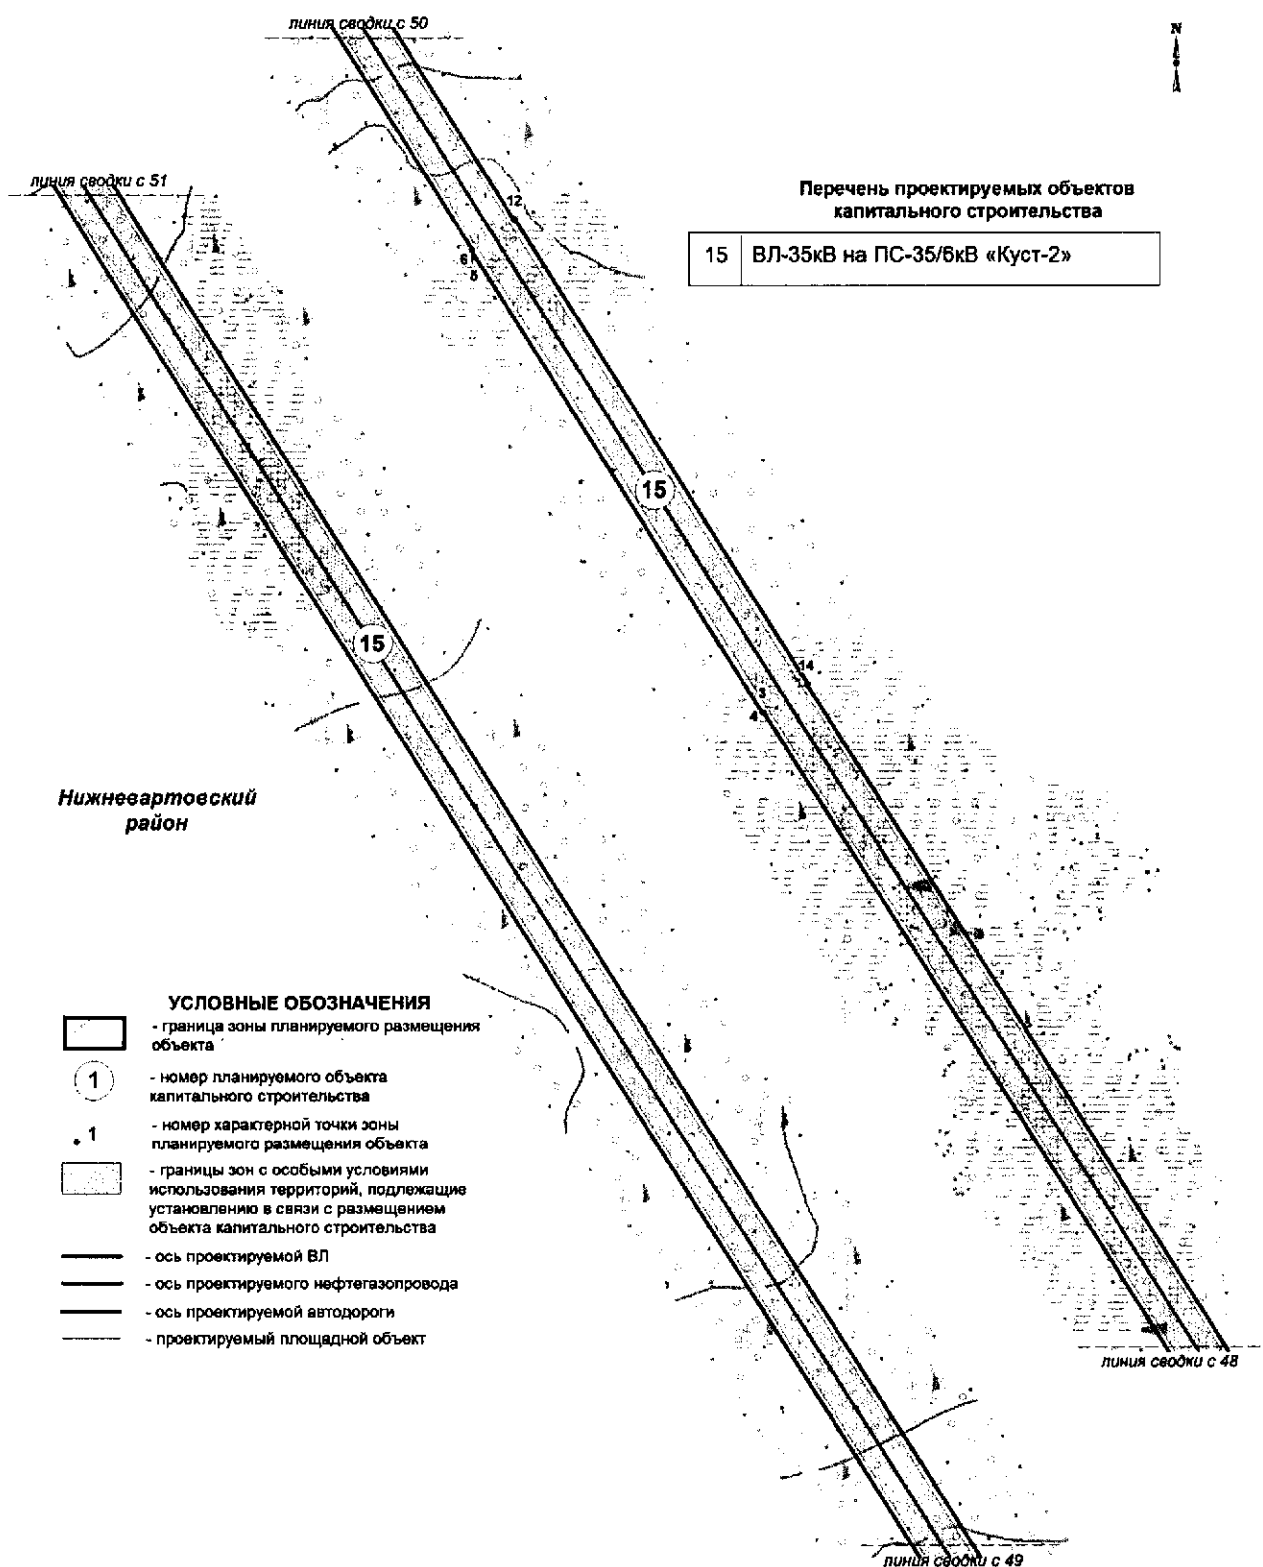 линия сводки с 50
N
линия сводки с 51
12
Перечень проектируемых объектов
капитального строительства
15 ВЛ-35кВ на ПС-35/6кВ «Куст-2»
6
5
15
15
14
3
4
Нижневартовский
район
УСЛОВНЫЕ ОБОЗНАЧЕНИЯ
- граница зоны планируемого размещения
объекта
1 - номер планируемого объекта
капитального строительства
1 - номер характерной точки зоны
планируемого размещения объекта
- границы зон с особыми условиями
использования территорий, подлежащие
установлению в связи с размещением
объекта капитального строительства
- ось проектируемой ВЛ
- ось проектируемого нефтегазопровода
- ось проектируемой автодороги
- проектируемый площадной объект
линия сводки с 48
линия сводки с 49